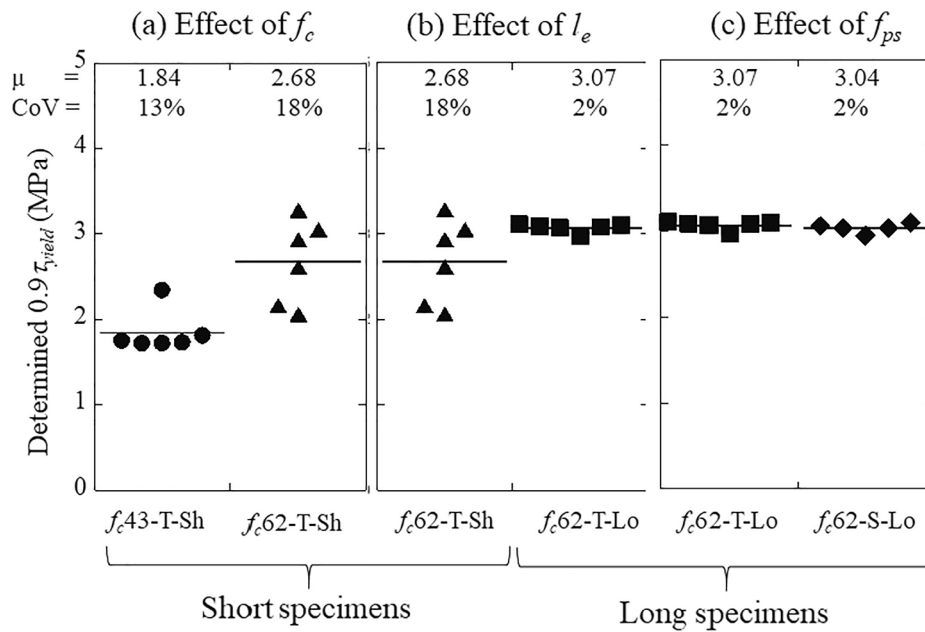 (a) Effect of fc (b) Effect of le (c) Effect of fps
5
μ = 1.84 2.68 2.68 3.07 3.07 3.04
CoV = 13% 18% 18% 2% 2% 2%
4
3
2
1
0
Determined 0.9τyield (MPa)
fc43-T-Sh fc62-T-Sh fc62-T-Sh fc62-T-Lo fc62-T-Lo fc62-S-Lo
Short specimens Long specimens